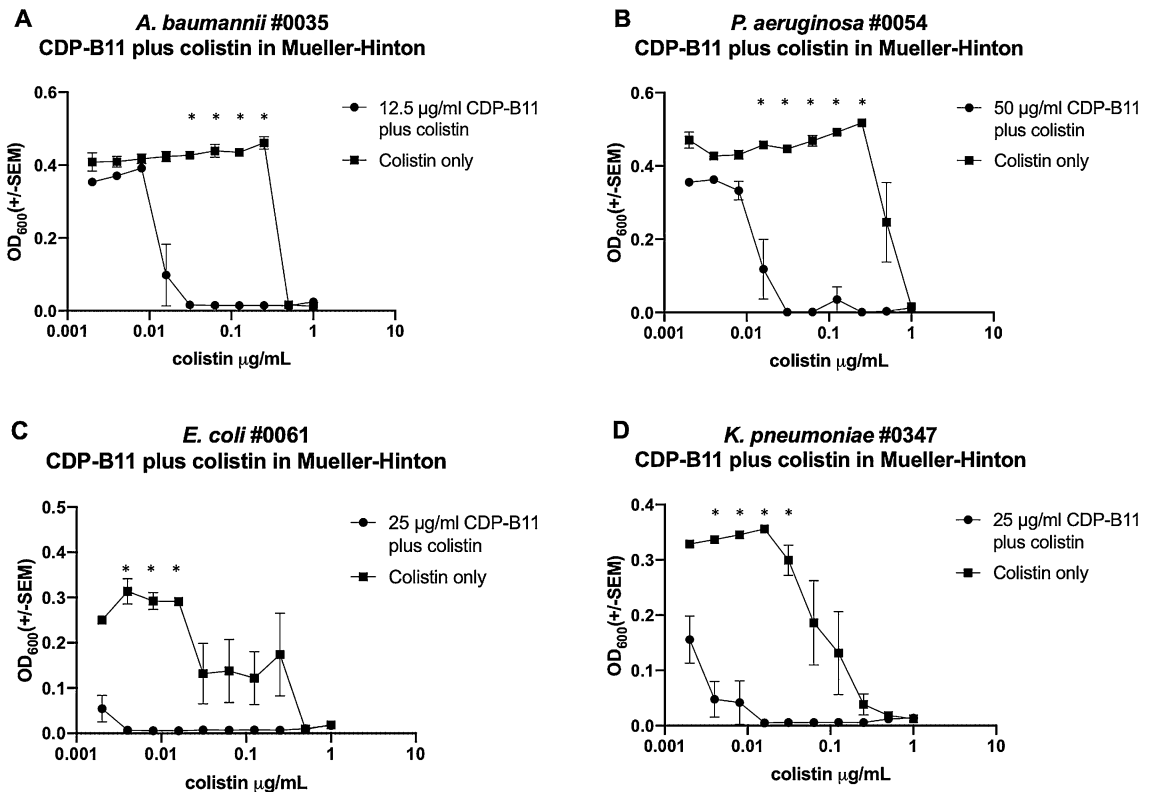 A
A. baumannii #0035
CDP-B11 plus colistin in Mueller-Hinton
0.6
0.4
0.2
0.0
OD600(+/-SEM)
* * * *
0.001 0.01 0.1 1 10
colistin µg/mL
12.5 µg/ml CDP-B11
plus colistin
Colistin only
B
P. aeruginosa #0054
CDP-B11 plus colistin in Mueller-Hinton
0.6
0.4
0.2
0.0
OD600(+/-SEM)
* * * * *
0.001 0.01 0.1 1 10
colistin µg/mL
50 µg/ml CDP-B11
plus colistin
Colistin only
C
E. coli #0061
CDP-B11 plus colistin in Mueller-Hinton
0.5
0.4
0.3
0.2
0.1
0.0
OD600(+/-SEM)
* * *
0.001 0.01 0.1 1 10
colistin µg/mL
25 µg/ml CDP-B11
plus colistin
Colistin only
D
K. pneumoniae #0347
CDP-B11 plus colistin in Mueller-Hinton
0.4
0.3
0.2
0.1
0.0
OD600(+/-SEM)
* * * *
0.001 0.01 0.1 1 10
colistin µg/mL
25 µg/ml CDP-B11
plus colistin
Colistin only